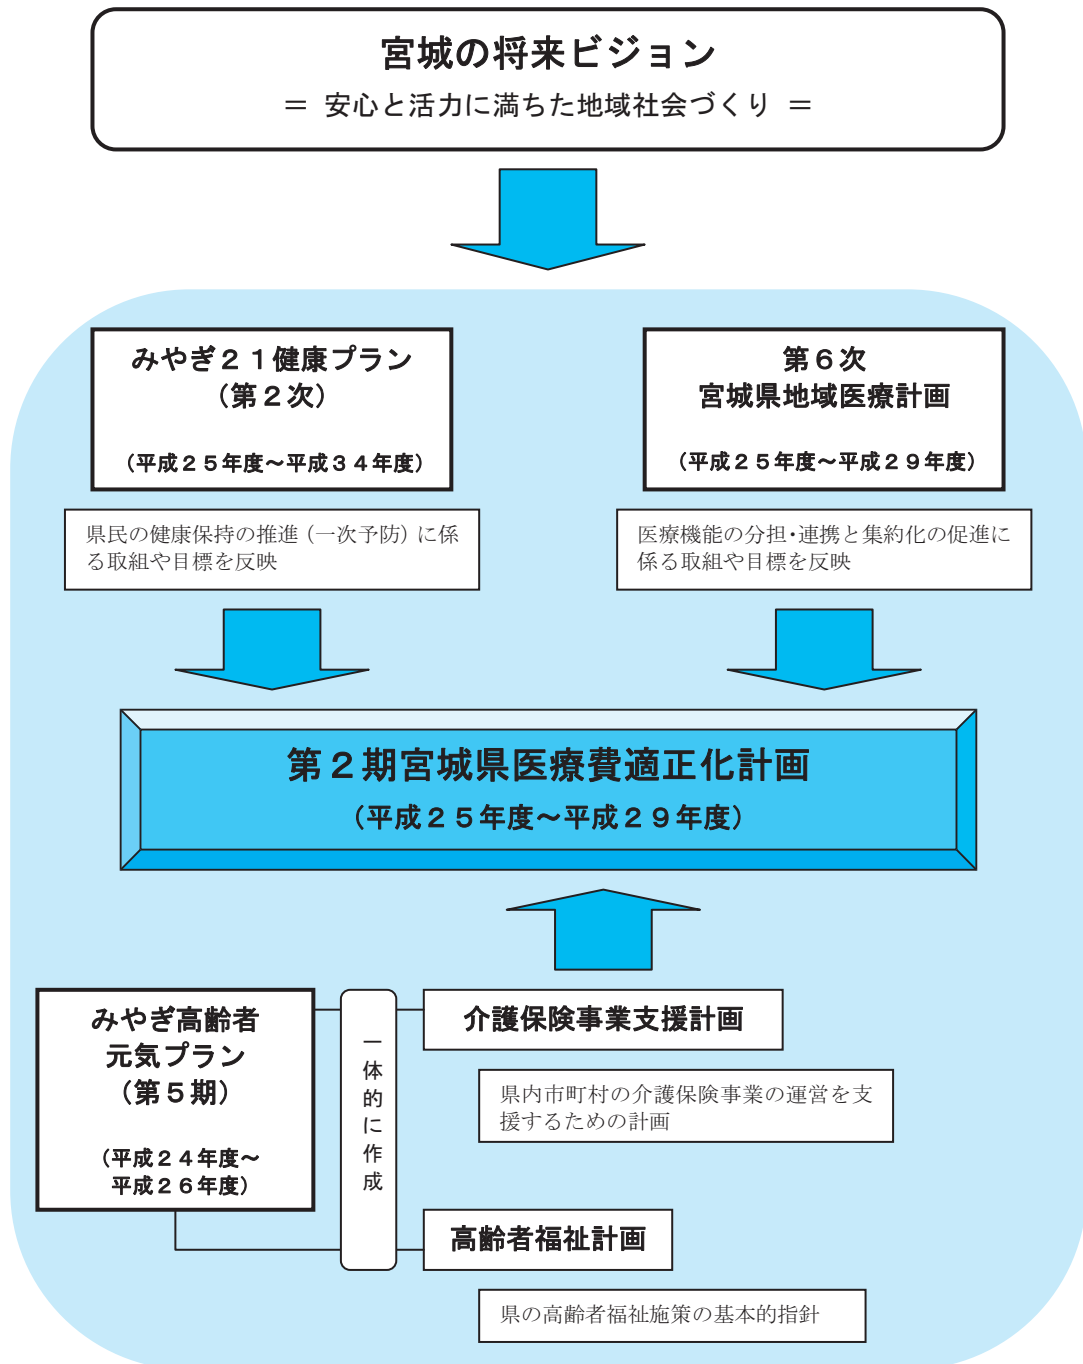 宮城の将来ビジョン
＝ 安心と活力に満ちた地域社会づくり ＝
みやぎ２１健康プラン
（第２次）
（平成２５年度～平成３４年度）
第６次
宮城県地域医療計画
（平成２５年度～平成２９年度）
県民の健康保持の推進（一次予防）に係
る取組や目標を反映
医療機能の分担・連携と集約化の促進に
係る取組や目標を反映
第２期宮城県医療費適正化計画
（平成２５年度～平成２９年度）
みやぎ高齢者
元気プラン
（第５期）
（平成２４年度～
平成２６年度）
一体的に作成
介護保険事業支援計画
県内市町村の介護保険事業の運営を支
援するための計画
高齢者福祉計画
県の高齢者福祉施策の基本的指針